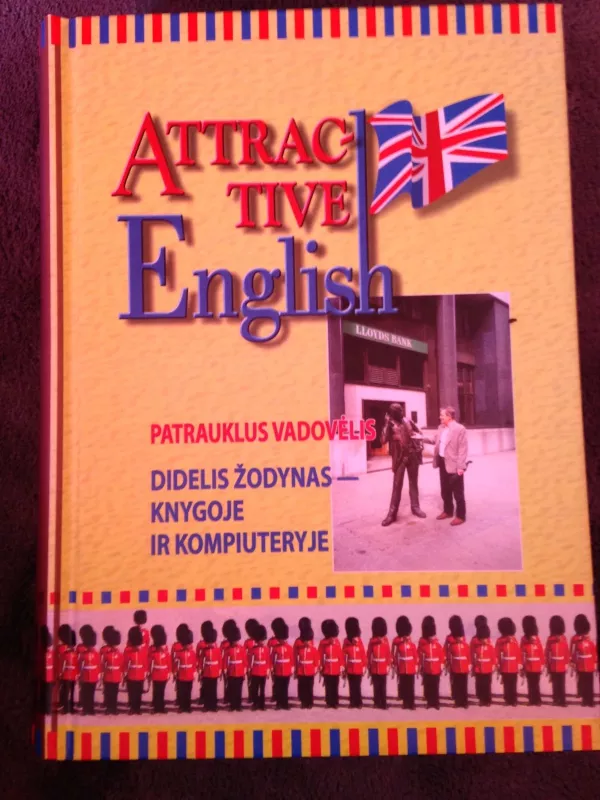 ATTRAC-
TIVE
English
LLOYDS BANK
PATRAUKLUS VADOVĖLIS
DIDELIS ŽODYNAS —
KNYGOJE
IR KOMPIUTERYJE